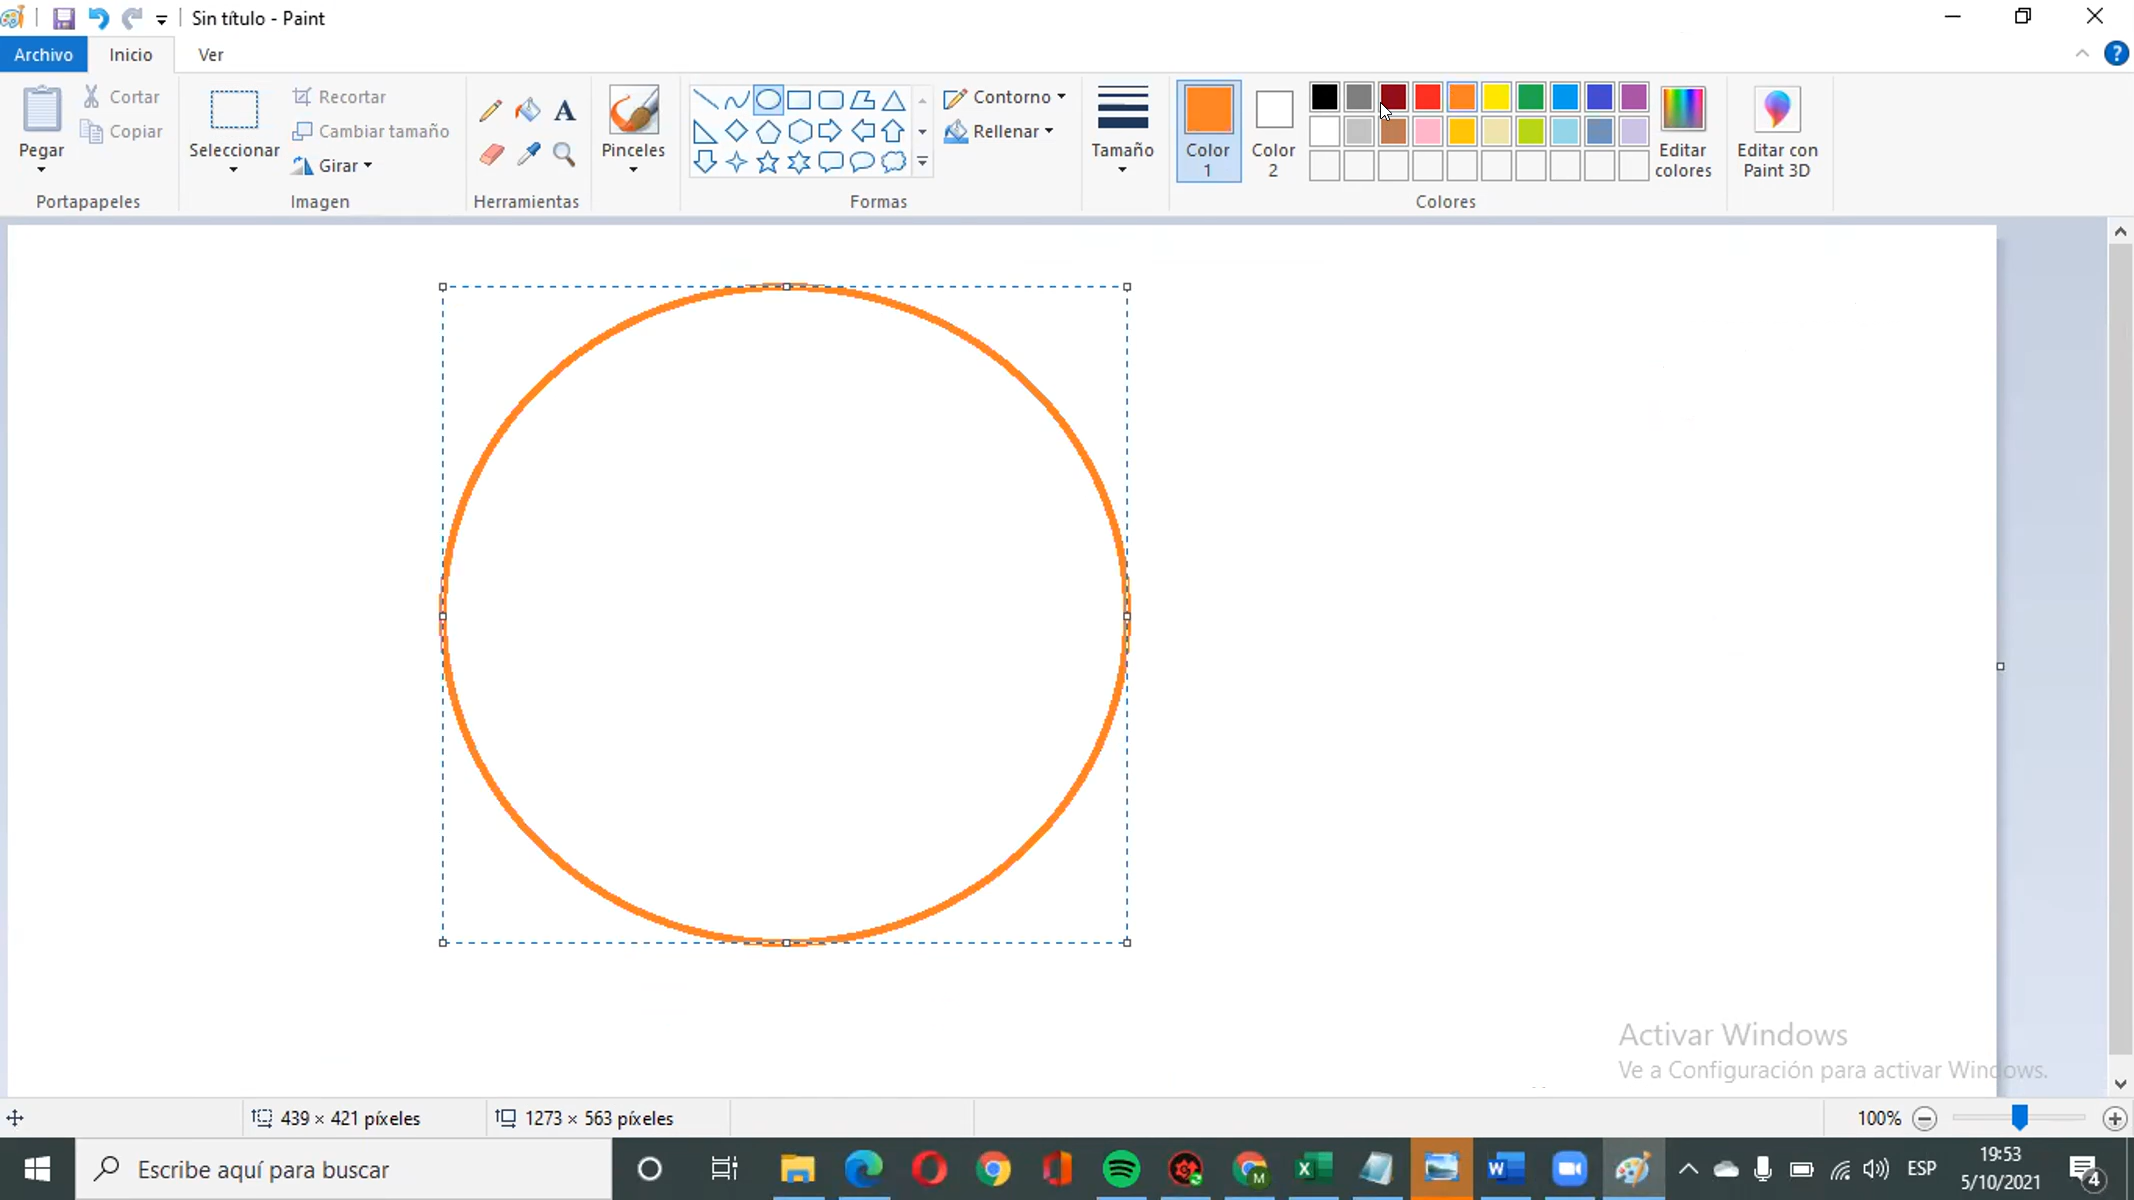 Sin título - Paint
Archivo
Inicio
Ver
Pegar
Cortar
Copiar
Portapapeles
Seleccionar
Recortar
Cambiar tamaño
Girar
Imagen
A
Herramientas
Pinceles
Formas
Contorno
Rellenar
Tamaño
Color
1
Color
2
Colores
Editar
colores
Editar con
Paint 3D
?
Activar Windows
Ve a Configuración para activar Windows.
439 × 421 píxeles
1273 × 563 píxeles
100%
Escribe aquí para buscar
M
X
W
ESP
19:53
5/10/2021
4